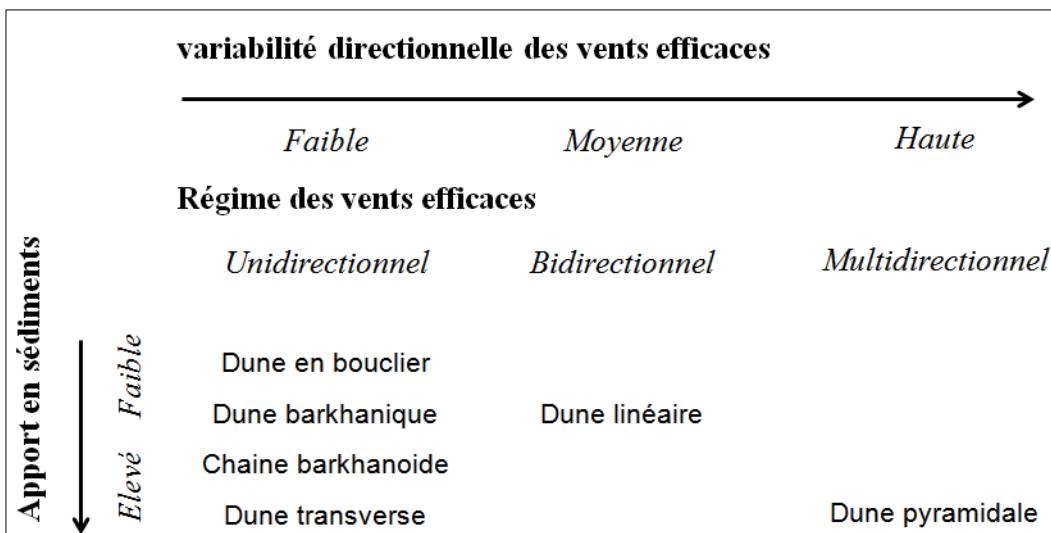 variabilité directionnelle des vents efficaces
Faible Moyenne Haute
Régime des vents efficaces
Unidirectionnel Bidirectionnel Multidirectionnel
Apport en sédiments
Faible
Elevé
Dune en bouclier
Dune barkhanique Dune linéaire
Chaine barkhanoide
Dune transverse Dune pyramidale